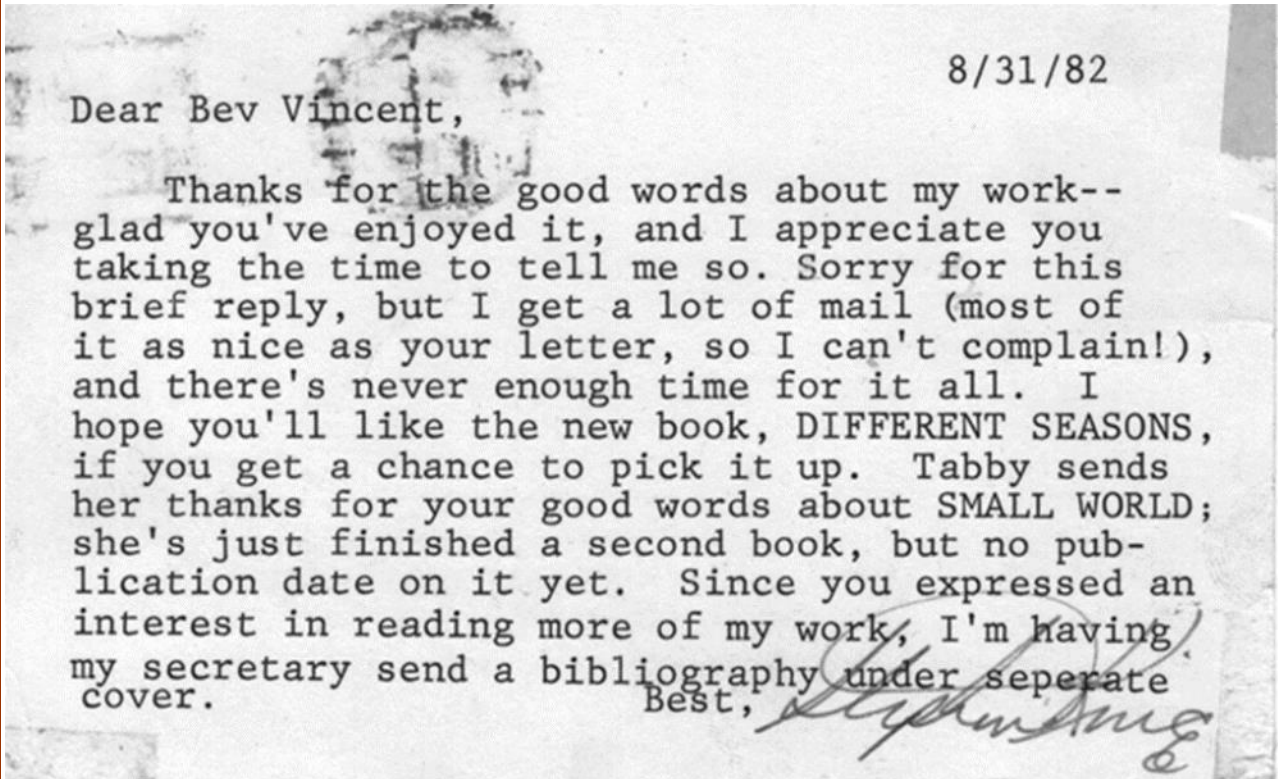 8/31/82
Dear Bev Vincent,
Thanks for the good words about my work--
glad you've enjoyed it, and I appreciate you
taking the time to tell me so. Sorry for this
brief reply, but I get a lot of mail (most of
it as nice as your letter, so I can't complain!),
and there's never enough time for it all.  I
hope you'll like the new book, DIFFERENT SEASONS,
if you get a chance to pick it up.  Tabby sends
her thanks for your good words about SMALL WORLD;
she's just finished a second book, but no pub-
lication date on it yet.  Since you expressed an
interest in reading more of my work, I'm having
my secretary send a bibliography under seperate
cover.
Best, Stephen King